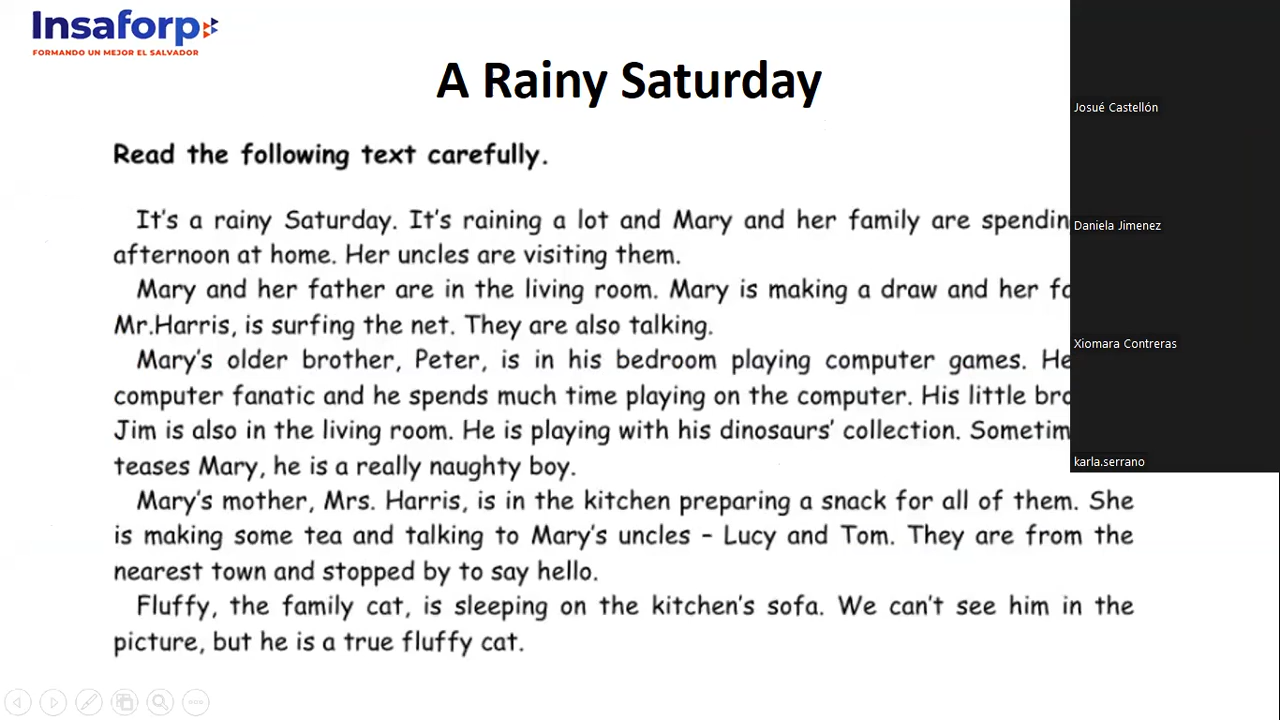 Insaforp
FORMANDO UN MEJOR EL SALVADOR
A Rainy Saturday
Read the following text carefully.
It's a rainy Saturday. It's raining a lot and Mary and her family are
afternoon at home. Her uncles are visiting them.
Mary and her father are in the living room. Mary is making a draw and her
Mr.Harris, is surfing the net. They are also talking.
Mary's older brother, Peter, is in his bedroom playing computer games. He
computer fanatic and he spends much time playing on the computer. His little
Jim is also in the living room. He is playing with his dinosaurs' collection.
teases Mary, he is a really naughty boy.
Mary's mother, Mrs. Harris, is in the kitchen preparing a snack for all of them. She
is making some tea and talking to Mary's uncles – Lucy and Tom. They are from the
nearest town and stopped by to say hello.
Fluffy, the family cat, is sleeping on the kitchen's sofa. We can't see him in the
picture, but he is a true fluffy cat.
Josué Castellón
Daniela Jimenez
Xiomara Contreras
karla.serrano